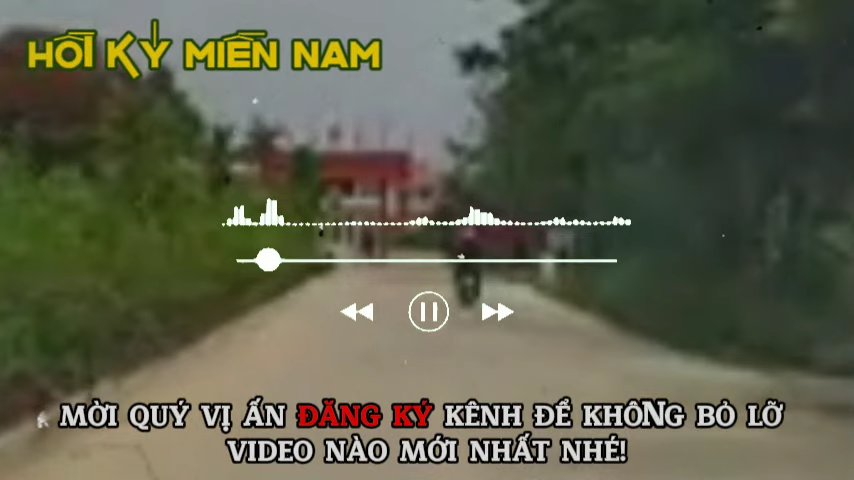 HỒI KÝ MIỀN NAM
MỜI QUÝ VỊ ẤN ĐĂNG KÝ KÊNH ĐỂ KHÔNG BỎ LỠ
VIDEO NÀO MỚI NHẤT NHÉ!